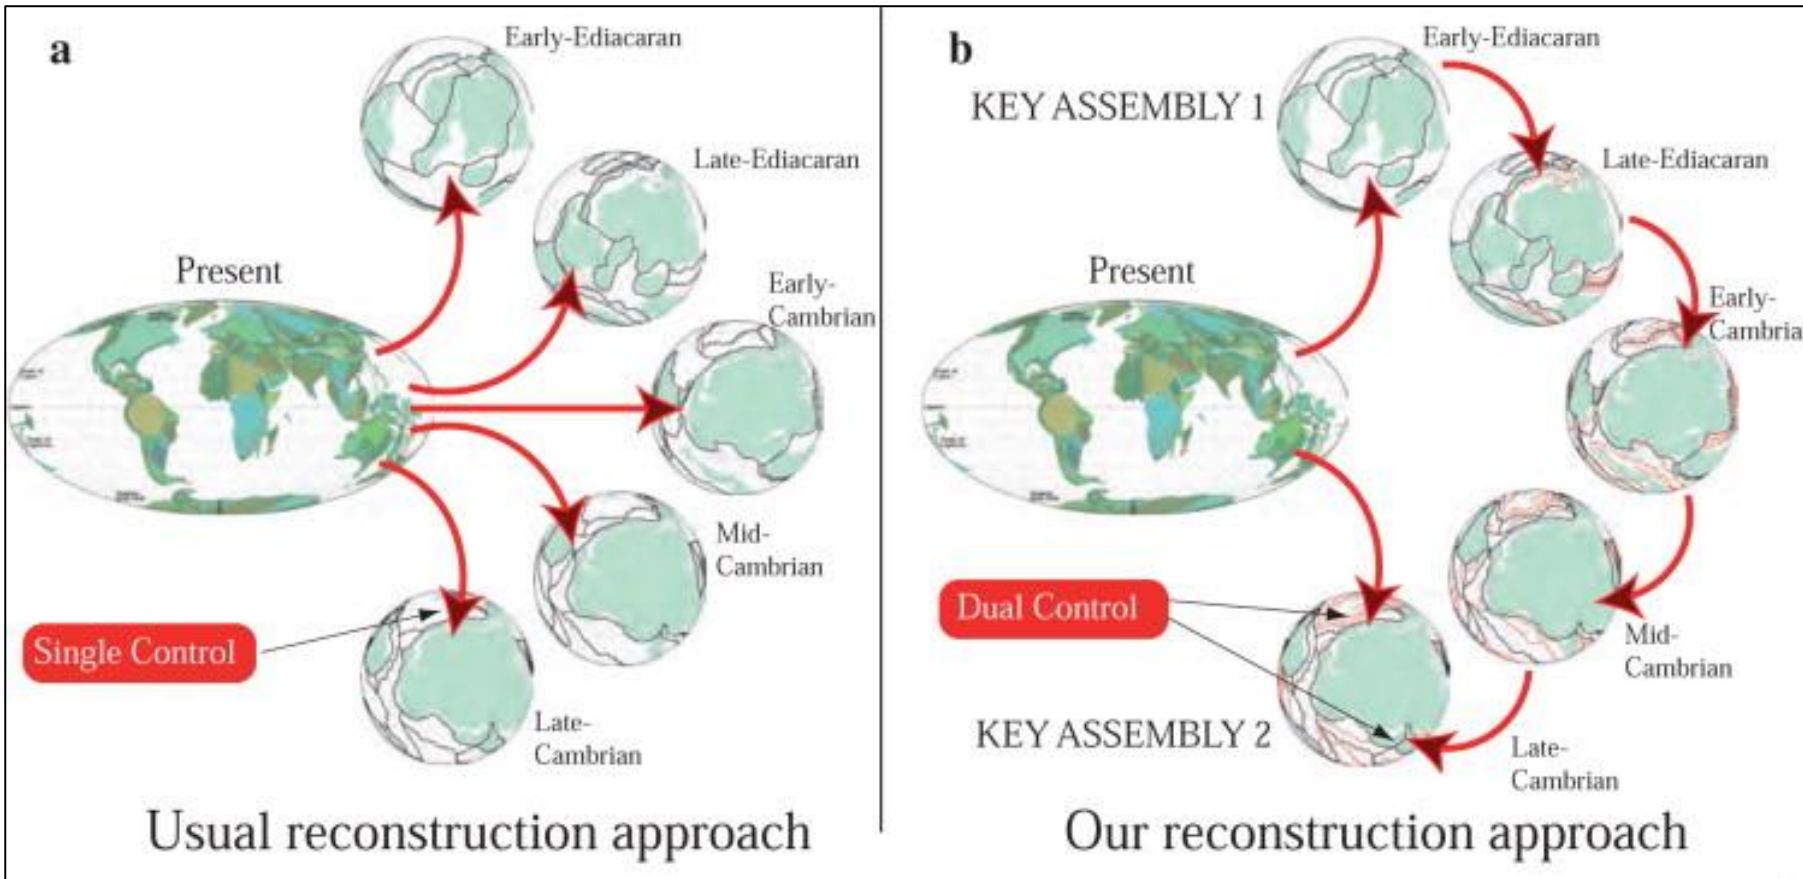 a
Early-Ediacaran
Late-Ediacaran
Present
Early-
Cambrian
Mid-
Cambrian
Single Control
Late-
Cambrian
Usual reconstruction approach
b
Early-Ediacaran
KEY ASSEMBLY 1
Late-Ediacaran
Present
Early-
Cambria
Dual Control
Mid-
Cambrian
KEY ASSEMBLY 2
Late-
Cambrian
Our reconstruction approach